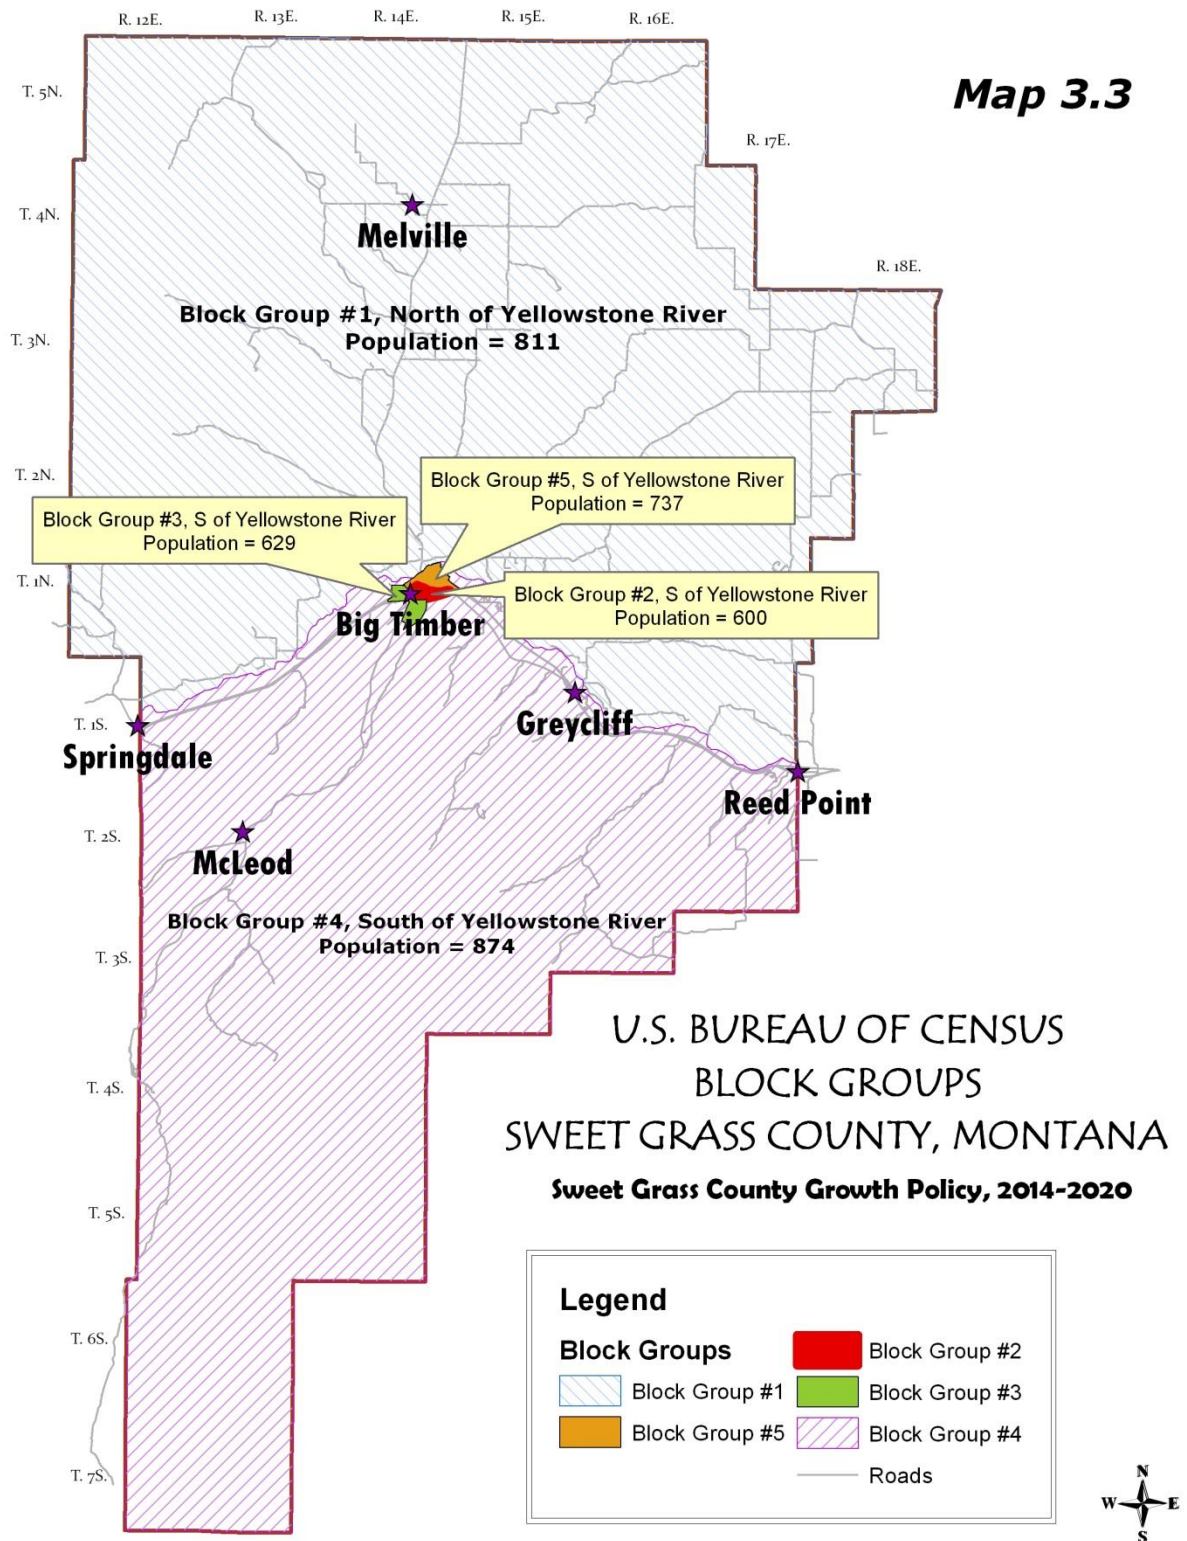 R. 12E.
R. 13E.
R. 14E.
R. 15E.
R. 16E.
Map 3.3
T. 5N.
R. 17E.
T. 4N.
Melville
R. 18E.
Block Group #1, North of Yellowstone River
Population = 811
T. 3N.
T. 2N.
Block Group #5, S of Yellowstone River
Population = 737
Block Group #3, S of Yellowstone River
Population = 629
T. 1N.
Block Group #2, S of Yellowstone River
Population = 600
Big Timber
T. 1S.
Greycliff
Springdale
Reed Point
T. 2S.
McLeod
Block Group #4, South of Yellowstone River
Population = 874
T. 3S.
U.S. BUREAU OF CENSUS
BLOCK GROUPS
SWEET GRASS COUNTY, MONTANA
Sweet Grass County Growth Policy, 2014-2020
T. 4S.
T. 5S.
T. 6S.
T. 7S.
Legend
Block Groups
Block Group #1
Block Group #5
Block Group #2
Block Group #3
Block Group #4
Roads
N
W
E
S